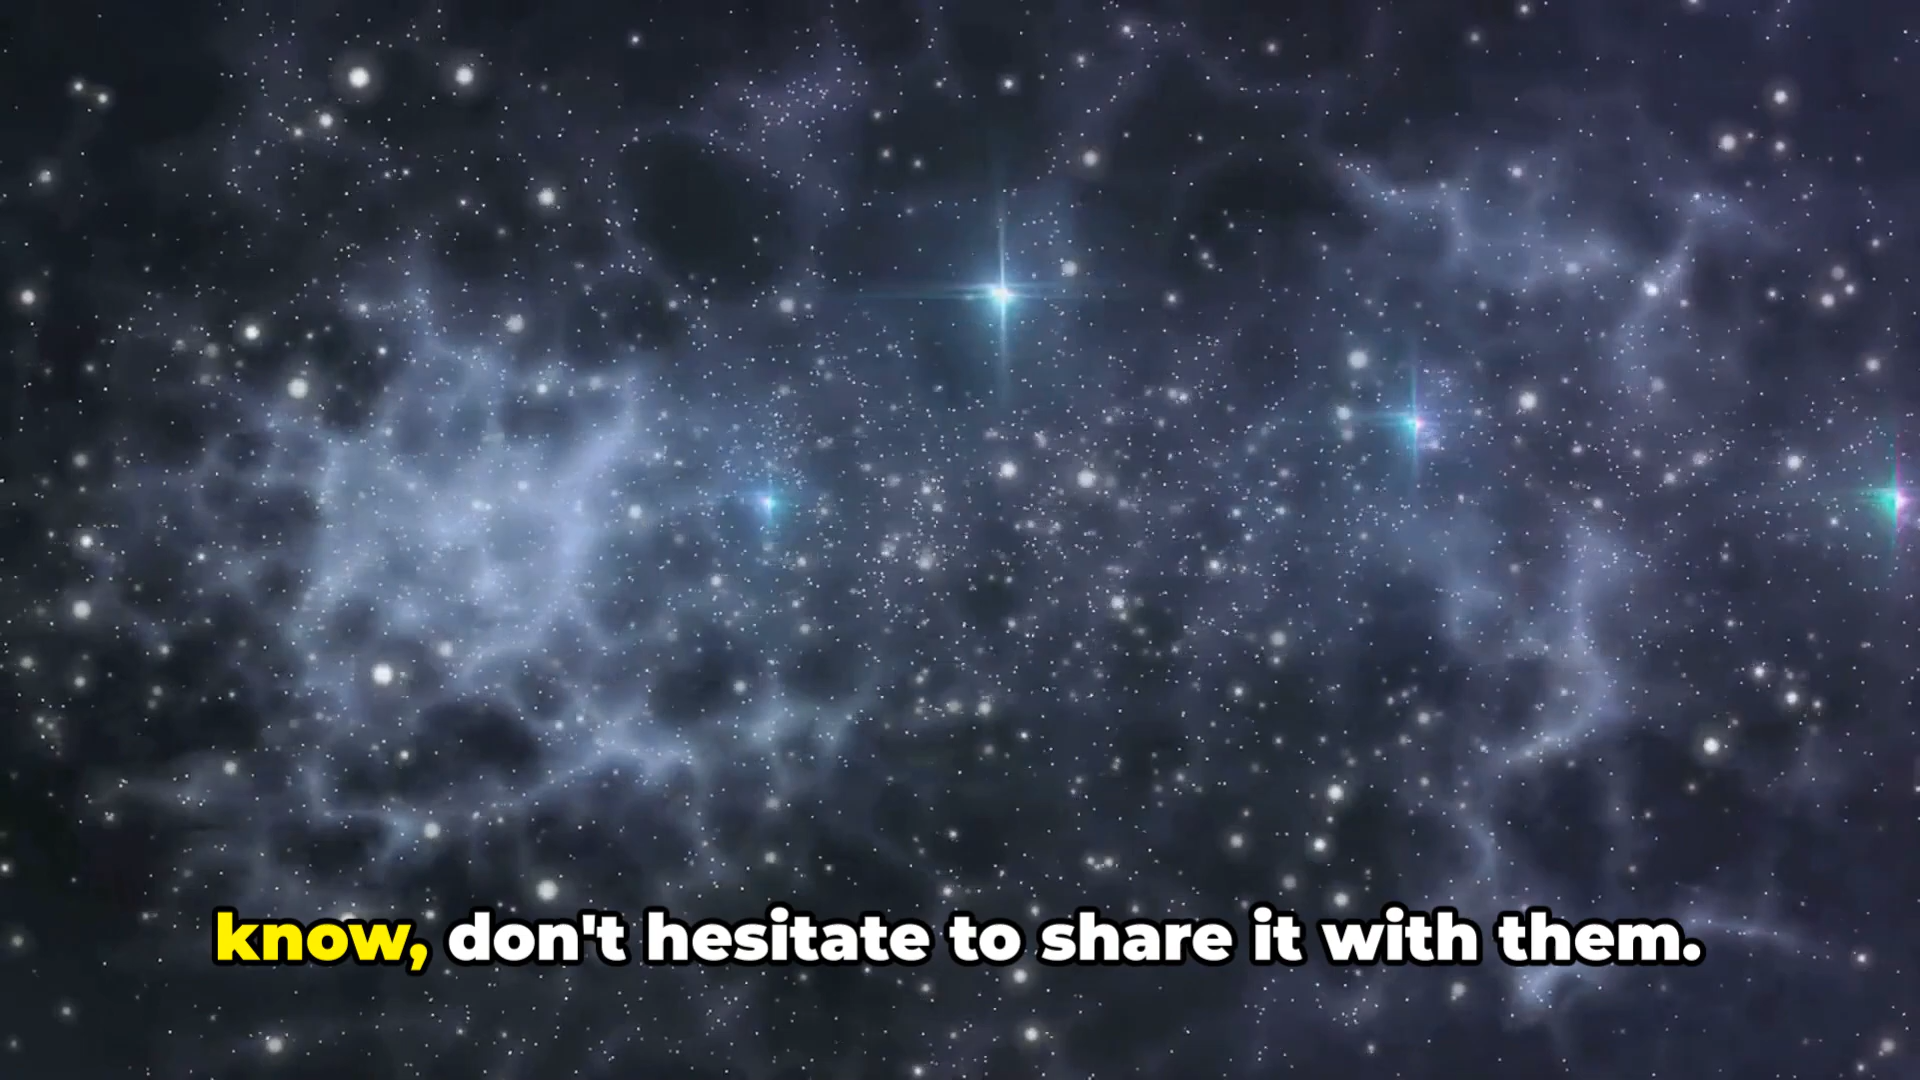 know, don't hesitate to share it with them.